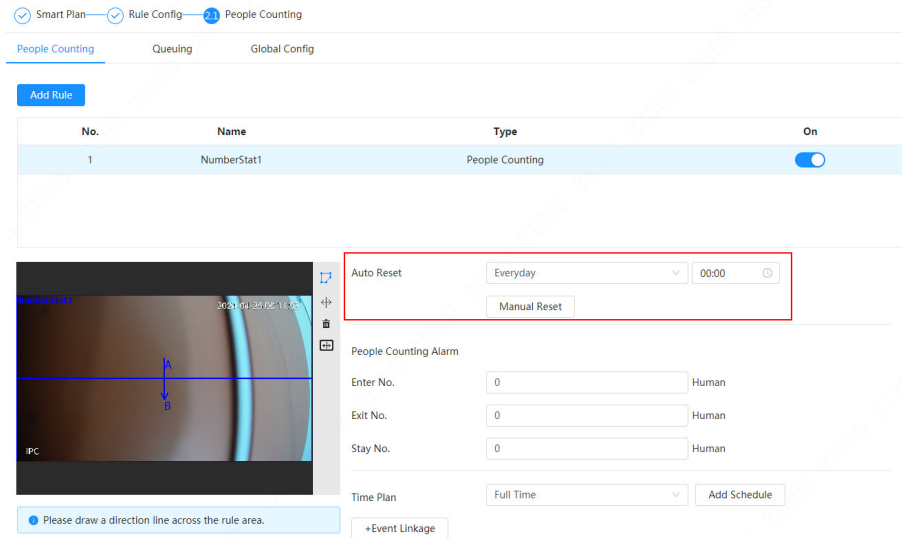 Smart Plan Rule Config 2.1 People Counting
People Counting Queuing Global Config
Add Rule
No. Name Type On
1 NumberStat1 People Counting
Auto Reset Everyday 00:00
NumberStat1
Manual Reset
People Counting Alarm
A
Enter No. 0 Human
B
Exit No. 0 Human
IPC
Stay No. 0 Human
Time Plan Full Time Add Schedule
Please draw a direction line across the rule area.
+Event Linkage